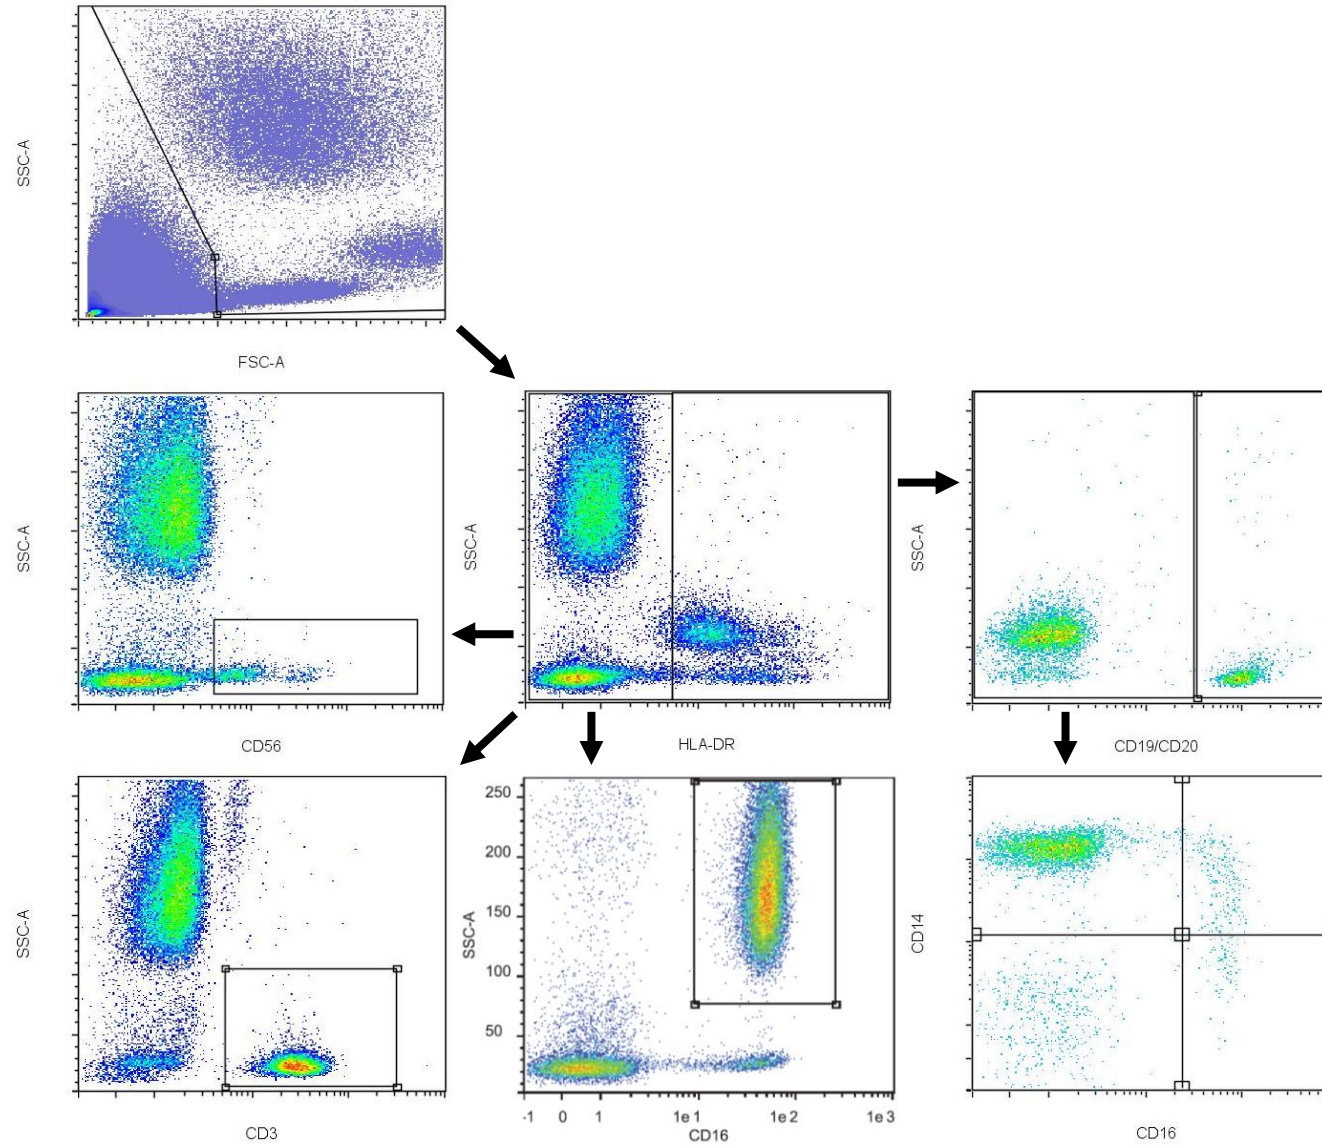 SSC-A
FSC-A
SSC-A
CD56
SSC-A
HLA-DR
SSC-A
CD19/CD20
SSC-A
CD3
SSC-A
250
200
150
100
50
-1 0 1 1e1 1e2 1e3
CD16
CD14
CD16